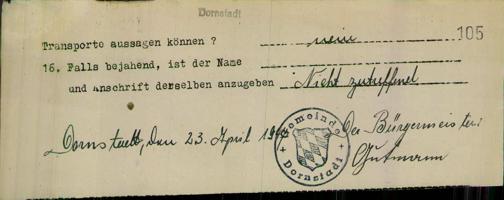 Dornstadt
Transporte aussagen können ? nein 105
16. Falls bejahend, ist der Name
und Anschrift derselben anzugeben Nicht zutreffend
Dornstadt, den 23. April
Der Bürgermeister:
Gemeinde Dornstadt
Gutmann